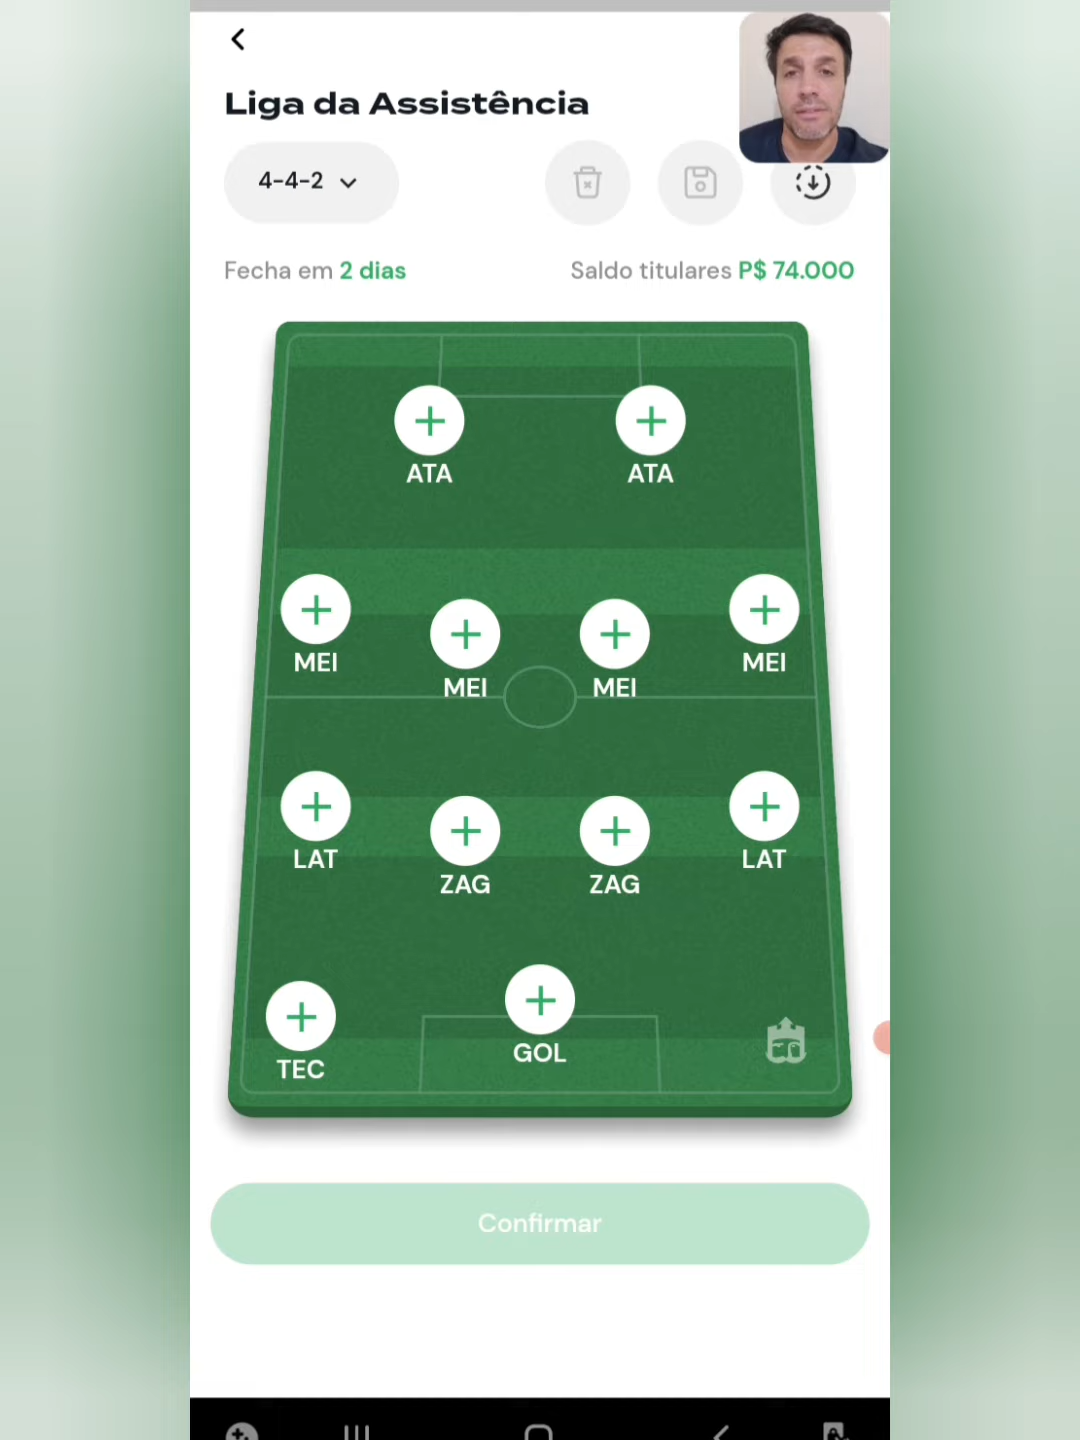 Liga da Assistência
4-4-2
Fecha em 2 dias
Saldo titulares P$ 74.000
ATA
ATA
MEI
MEI
MEI
MEI
LAT
ZAG
ZAG
LAT
TEC
GOL
Confirmar